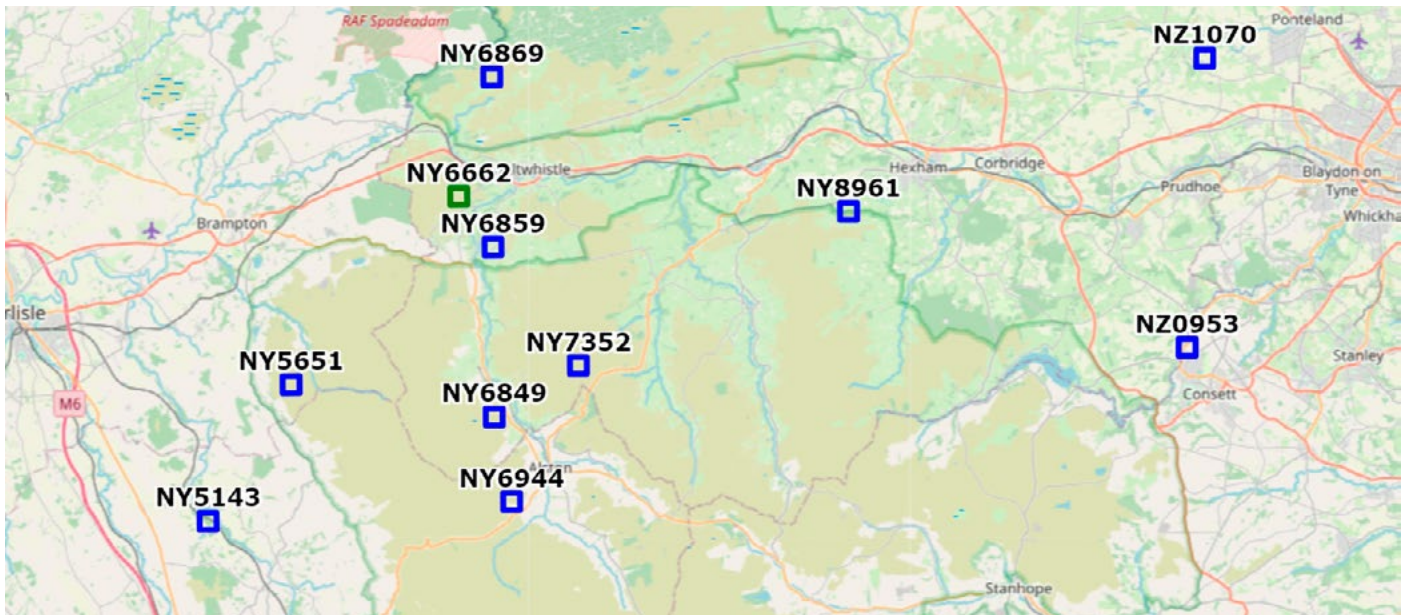 RAF Spadeadam
Ponteland
NZ1070
NY6869
NY6662
ltwhistle
NY8961
Hexham
Corbridge
Prudhoe
Blaydon on
Tyne
Whickha
Brampton
NY6859
rlisle
NZ0953
NY7352
Stanley
NY5651
NY6849
Consett
M6
Alston
NY6944
NY5143
Stanhope